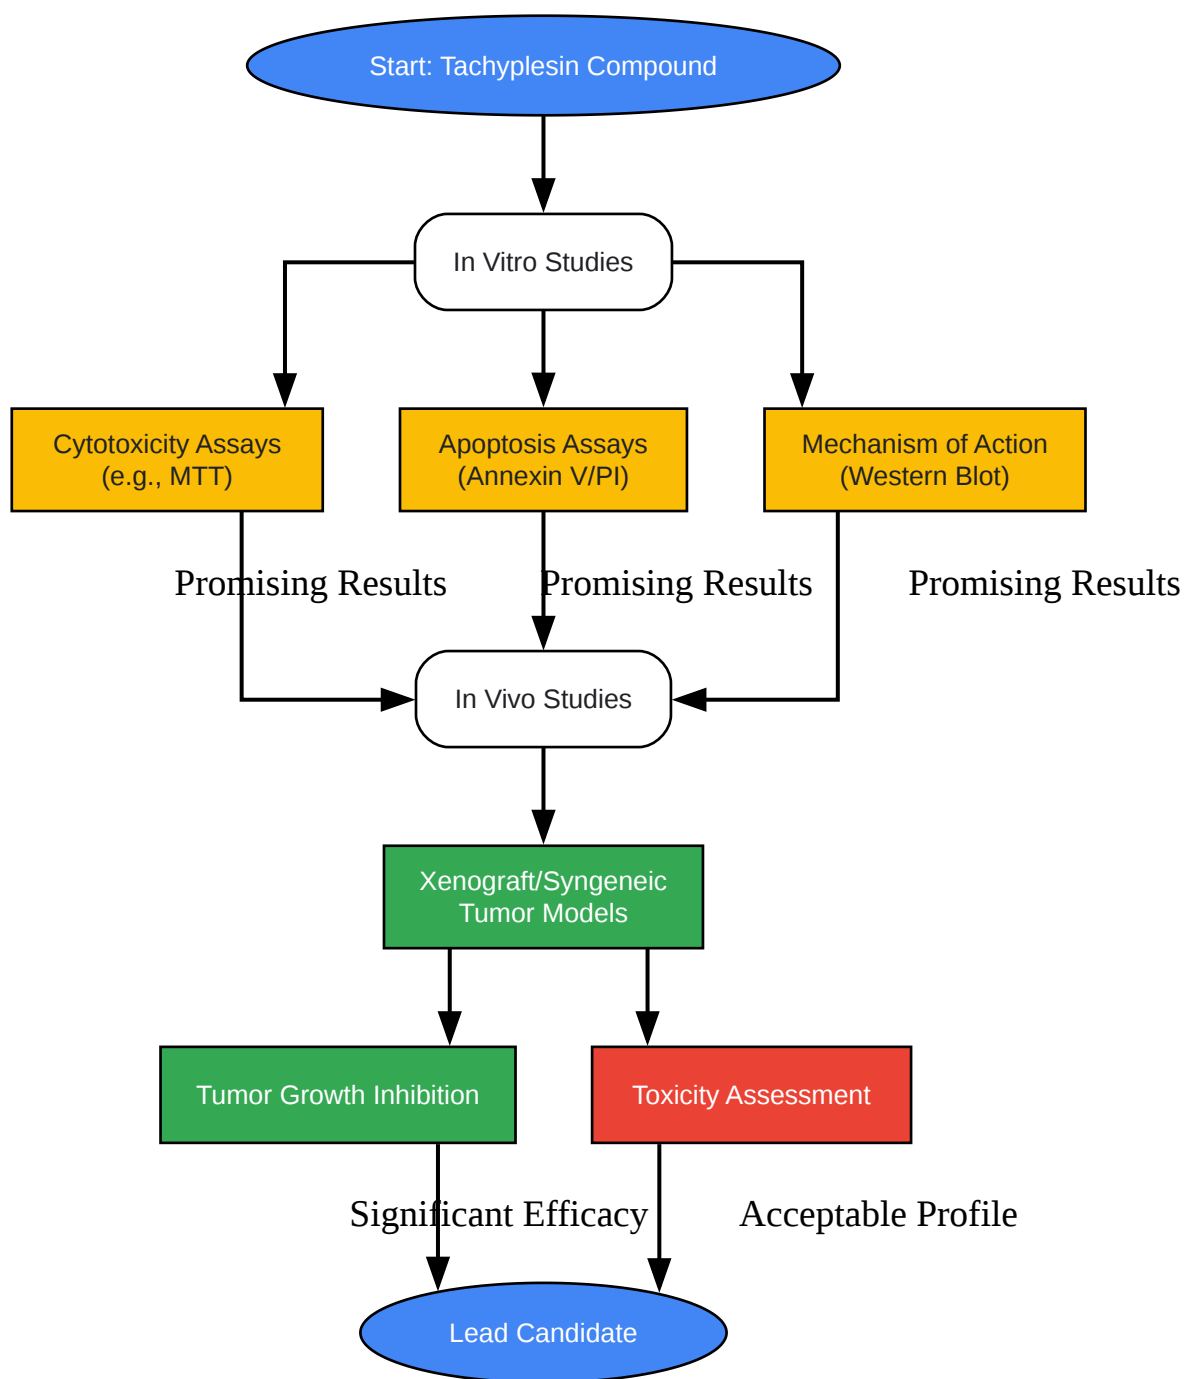 Start: Tachyplesin Compound
In Vitro Studies
Cytotoxicity Assays
(e.g., MTT)
Apoptosis Assays
(Annexin V/PI)
Mechanism of Action
(Western Blot)
Promising Results
Promising Results
Promising Results
In Vivo Studies
Xenograft/Syngeneic
Tumor Models
Tumor Growth Inhibition
Toxicity Assessment
Significant Efficacy
Acceptable Profile
Lead Candidate